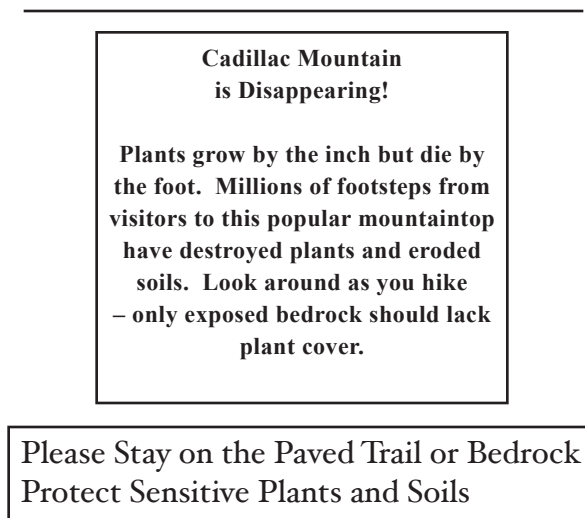 Cadillac Mountain
is Disappearing!
Plants grow by the inch but die by
the foot.  Millions of footsteps from
visitors to this popular mountaintop
have destroyed plants and eroded
soils.  Look around as you hike
– only exposed bedrock should lack
plant cover.
Please Stay on the Paved Trail or Bedrock
Protect Sensitive Plants and Soils